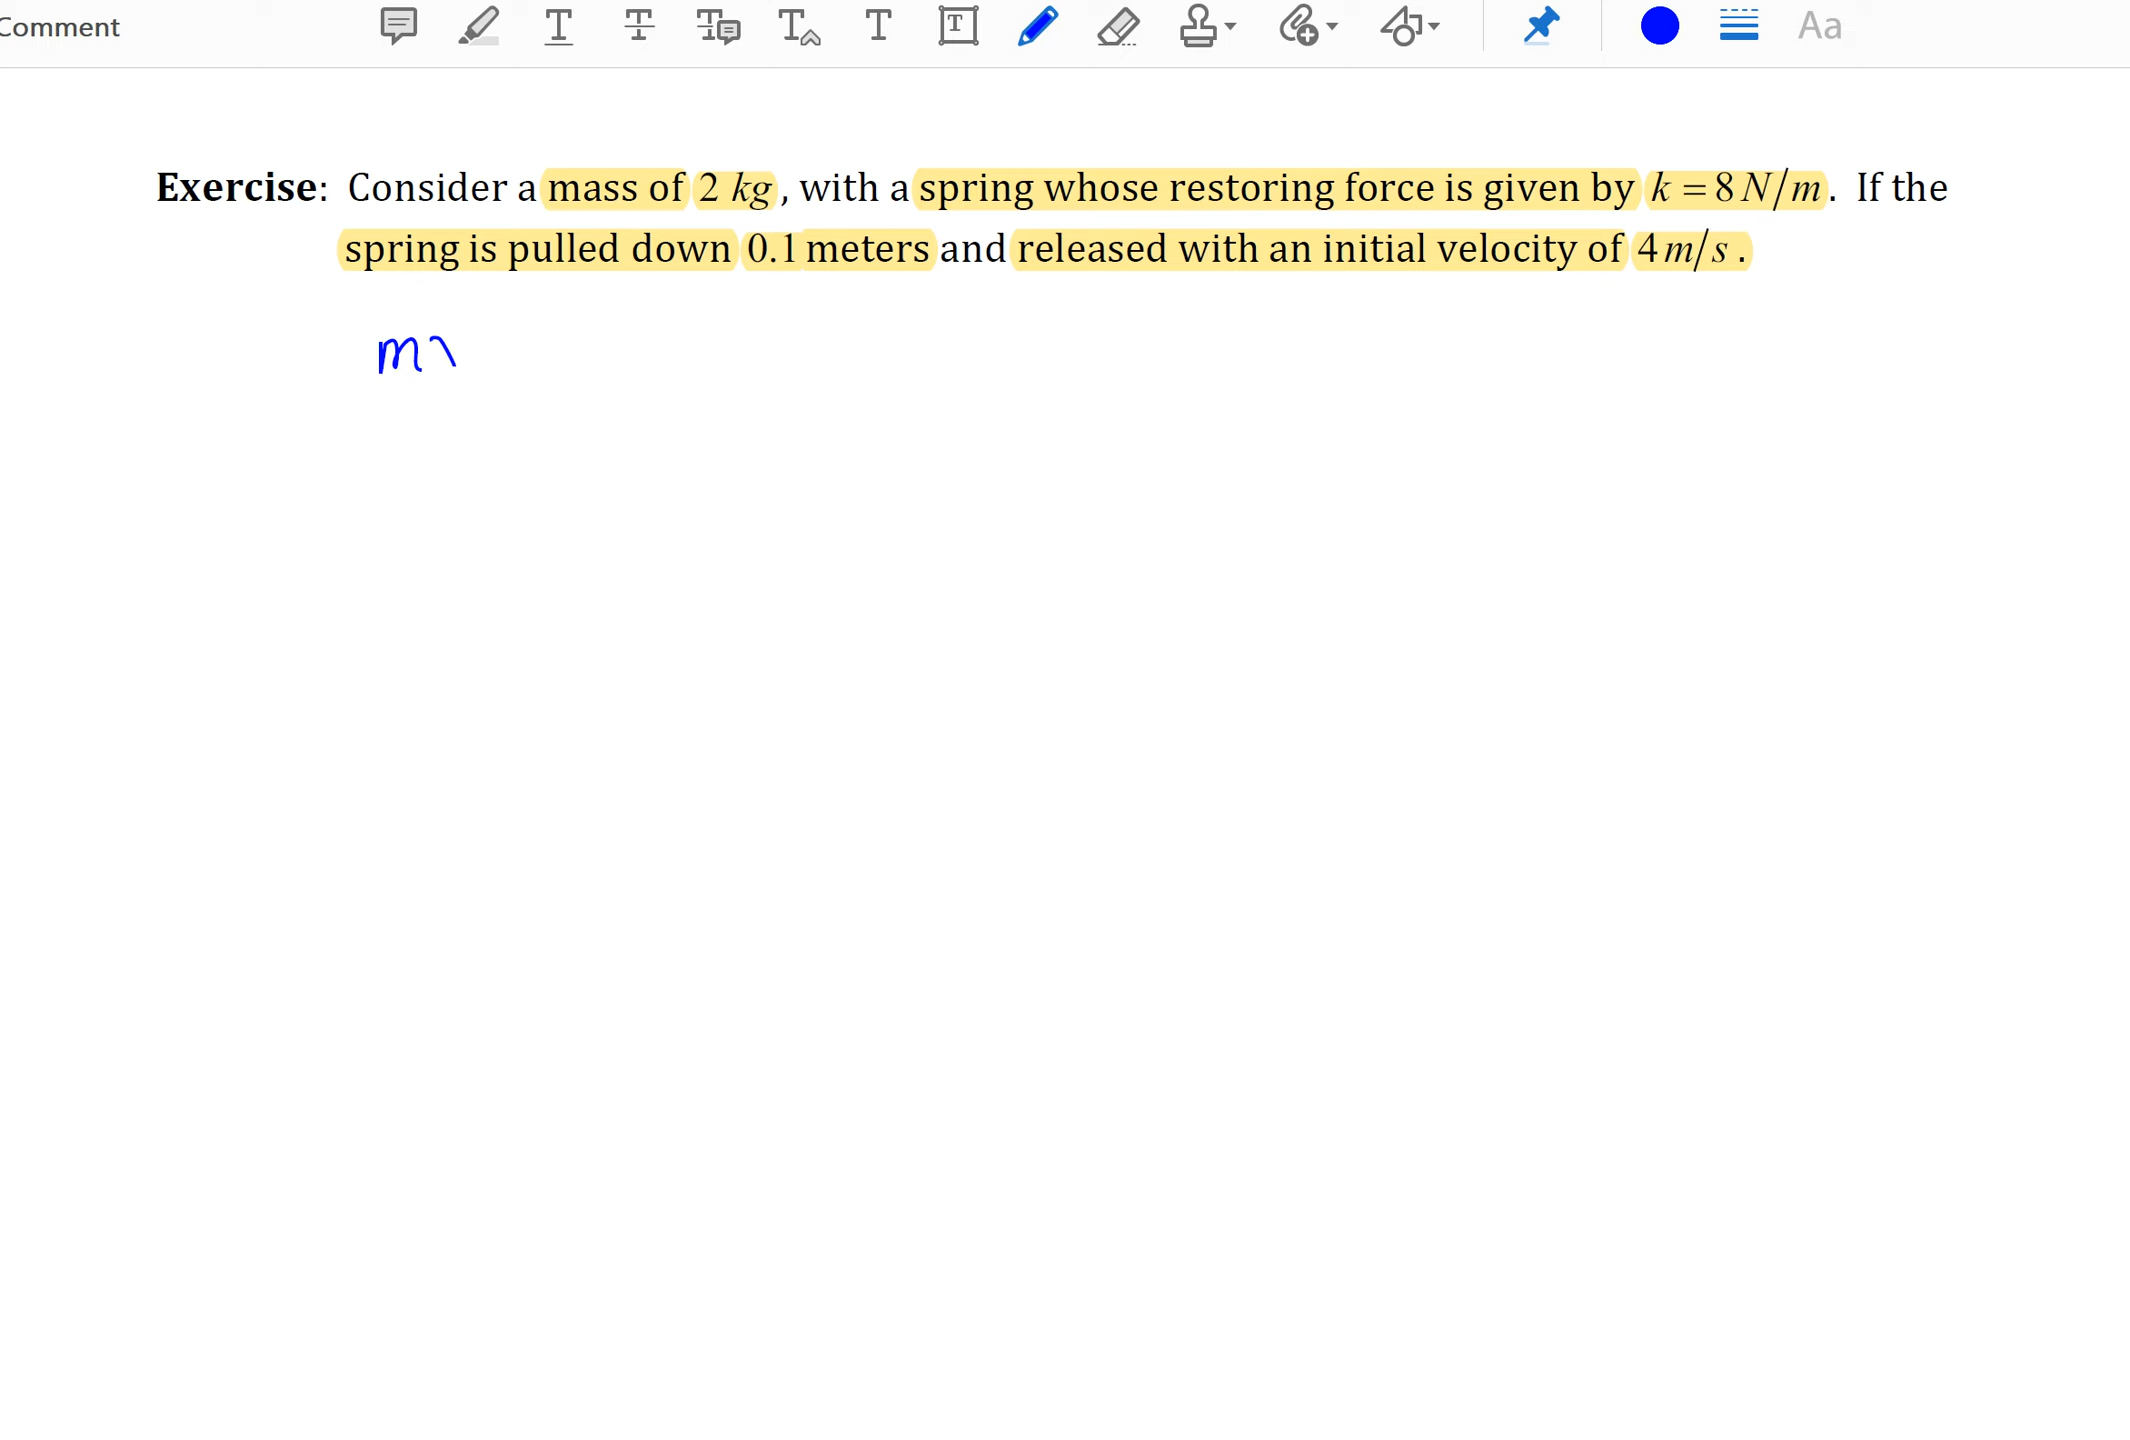 Comment
T T T T T T Aa
Exercise: Consider a mass of 2 kg, with a spring whose restoring force is given by k = 8 N/m. If the
spring is pulled down 0.1 meters and released with an initial velocity of 4 m/s.
m